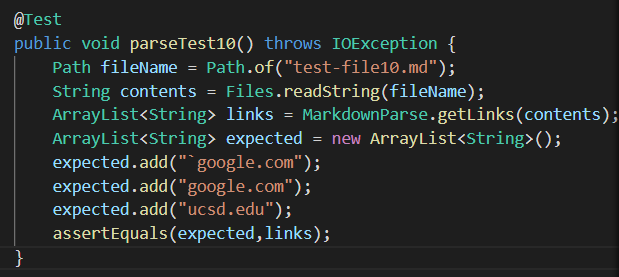 @Test
public void parseTest10() throws IOException {
Path fileName = Path.of("test-file10.md");
String contents = Files.readString(fileName);
ArrayList<String> links = MarkdownParse.getLinks(contents);
ArrayList<String> expected = new ArrayList<String>();
expected.add("`google.com");
expected.add("google.com");
expected.add("ucsd.edu");
assertEquals(expected,links);
}